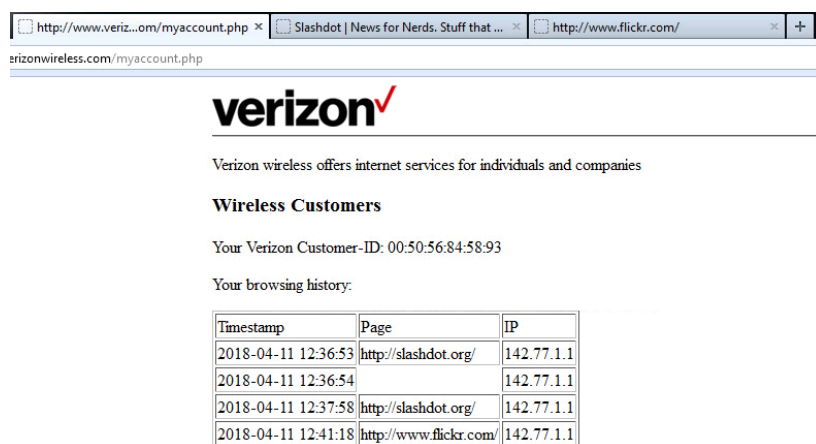 http://www.veriz...om/myaccount.php × Slashdot | News for Nerds. Stuff that ... × http://www.flickr.com/ × +
erizonwireless.com/myaccount.php
verizon
Verizon wireless offers internet services for individuals and companies
Wireless Customers
Your Verizon Customer-ID: 00:50:56:84:58:93
Your browsing history:
Timestamp Page IP
2018-04-11 12:36:53 http://slashdot.org/ 142.77.1.1
2018-04-11 12:36:54 142.77.1.1
2018-04-11 12:37:58 http://slashdot.org/ 142.77.1.1
2018-04-11 12:41:18 http://www.flickr.com/ 142.77.1.1